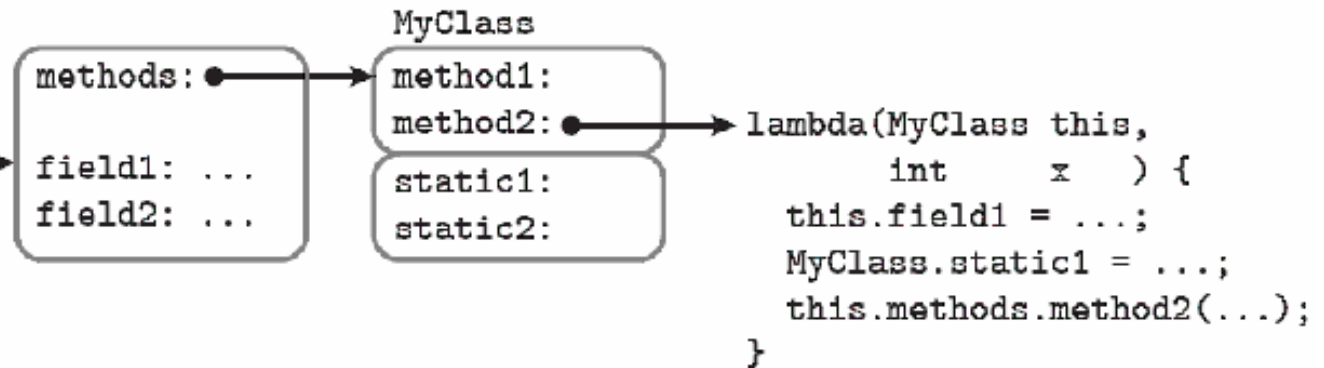 MyClass
methods:
field1: ...
field2: ...
method1:
method2:
static1:
static2:
lambda(MyClass this,
int x ) {
this.field1 = ...;
MyClass.static1 = ...;
this.methods.method2(...);
}